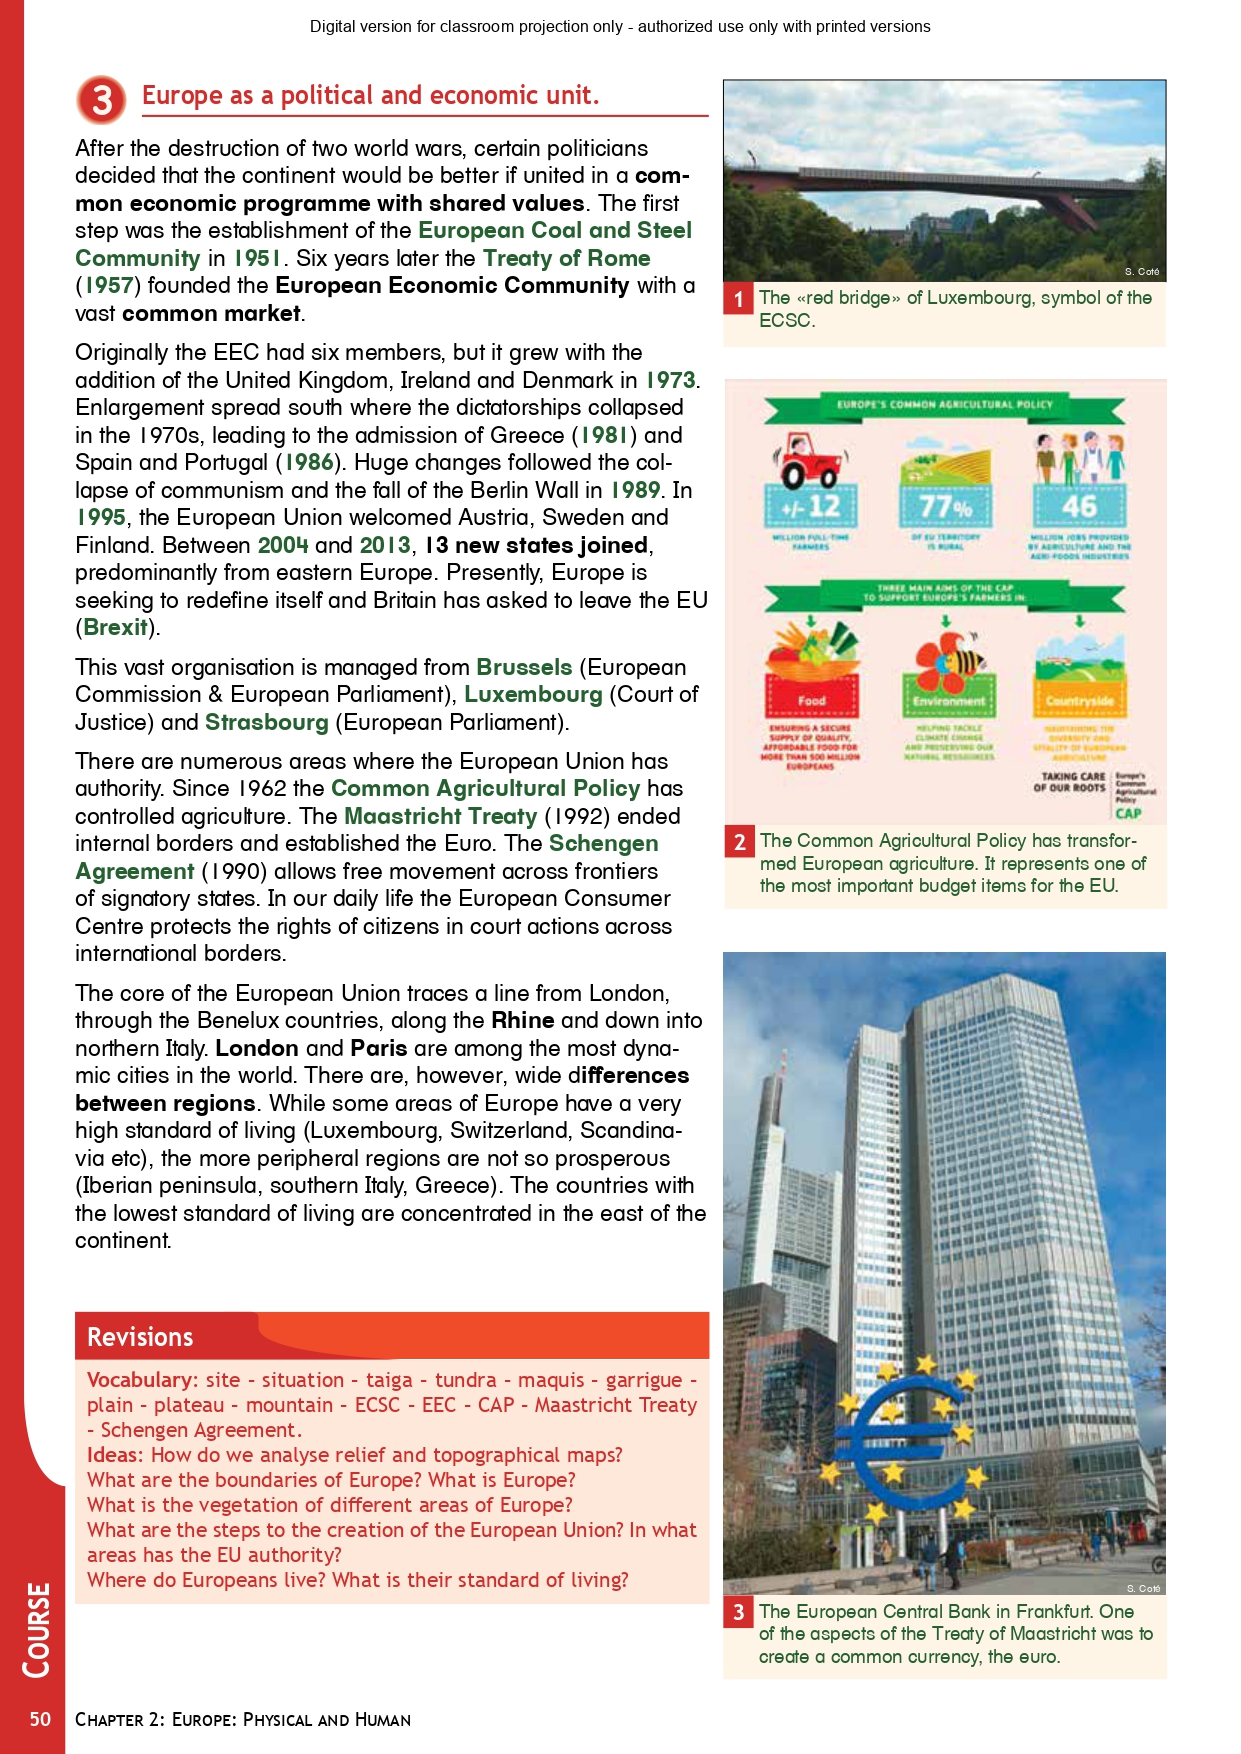 Digital version for classroom projection only - authorized use only with printed versions
3 Europe as a political and economic unit.
After the destruction of two world wars, certain politicians
decided that the continent would be better if united in a com-
mon economic programme with shared values. The first
step was the establishment of the European Coal and Steel
Community in 1951. Six years later the Treaty of Rome
(1957) founded the European Economic Community with a
vast common market.
Originally the EEC had six members, but it grew with the
addition of the United Kingdom, Ireland and Denmark in 1973.
Enlargement spread south where the dictatorships collapsed
in the 1970s, leading to the admission of Greece (1981) and
Spain and Portugal (1986). Huge changes followed the col-
lapse of communism and the fall of the Berlin Wall in 1989. In
1995, the European Union welcomed Austria, Sweden and
Finland. Between 2004 and 2013, 13 new states joined,
predominantly from eastern Europe. Presently, Europe is
seeking to redefine itself and Britain has asked to leave the EU
(Brexit).
This vast organisation is managed from Brussels (European
Commission & European Parliament), Luxembourg (Court of
Justice) and Strasbourg (European Parliament).
There are numerous areas where the European Union has
authority. Since 1962 the Common Agricultural Policy has
controlled agriculture. The Maastricht Treaty (1992) ended
internal borders and established the Euro. The Schengen
Agreement (1990) allows free movement across frontiers
of signatory states. In our daily life the European Consumer
Centre protects the rights of citizens in court actions across
international borders.
The core of the European Union traces a line from London,
through the Benelux countries, along the Rhine and down into
northern Italy. London and Paris are among the most dyna-
mic cities in the world. There are, however, wide differences
between regions. While some areas of Europe have a very
high standard of living (Luxembourg, Switzerland, Scandina-
via etc), the more peripheral regions are not so prosperous
(Iberian peninsula, southern Italy, Greece). The countries with
the lowest standard of living are concentrated in the east of the
continent.
Revisions
Vocabulary: site - situation - taiga - tundra - maquis - garrigue -
plain - plateau - mountain - ECSC - EEC - CAP - Maastricht Treaty
- Schengen Agreement.
Ideas: How do we analyse relief and topographical maps?
What are the boundaries of Europe? What is Europe?
What is the vegetation of different areas of Europe?
What are the steps to the creation of the European Union? In what
areas has the EU authority?
Where do Europeans live? What is their standard of living?
S. Coté
1 The «red bridge» of Luxembourg, symbol of the
ECSC.
EUROPE'S COMMON AGRICULTURAL POLICY
+/- 12
MILLION FULL-TIME
FARMERS
77%
OF EU TERRITORY
IS RURAL
46
MILLION JOBS PROVIDED
BY AGRICULTURE AND THE
AGRI-FOODS INDUSTRIES
THREE MAIN AIMS OF THE CAP
TO SUPPORT EUROPE'S FARMERS IN:
Food
ENSURING A SECURE
SUPPLY OF QUALITY,
AFFORDABLE FOOD FOR
MORE THAN 500 MILLION
EUROPEANS
Environment
HELPING TACKLE
CLIMATE CHANGE
AND PRESERVING OUR
NATURAL RESSOURCES
Countryside
MAINTAINING THE
DIVERSITY AND
VITALITY OF EUROPEAN
AGRICULTURE
TAKING CARE
OF OUR ROOTS
Europe's
Common
Agricultural
Policy
CAP
2 The Common Agricultural Policy has transfor-
med European agriculture. It represents one of
the most important budget items for the EU.
S. Coté
3 The European Central Bank in Frankfurt. One
of the aspects of the Treaty of Maastricht was to
create a common currency, the euro.
COURSE
50 CHAPTER 2: EUROPE: PHYSICAL AND HUMAN